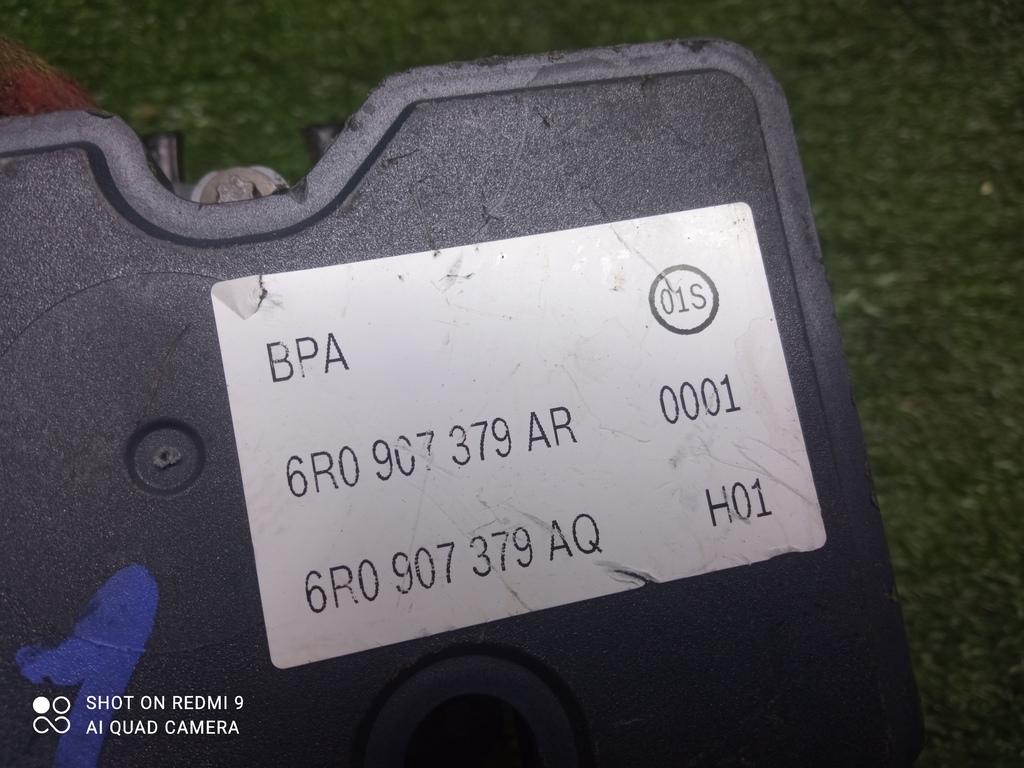 01S
BPA
6R0 907 379 AR 0001
6R0 907 379 AQ H01
1
SHOT ON REDMI 9
AI QUAD CAMERA